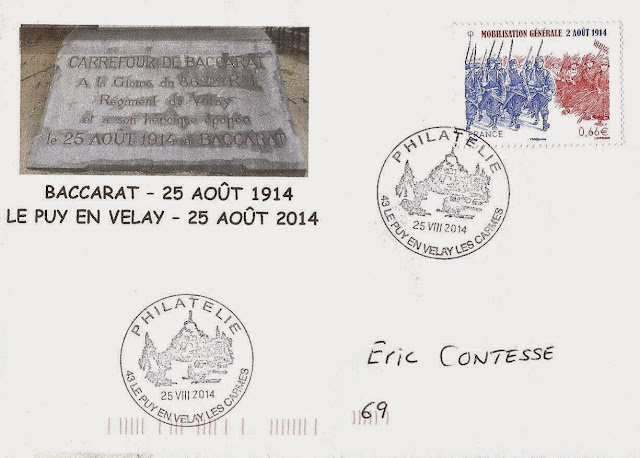 CARREFOUR DE BACCARAT
A la Gloire du 86° R.I.
Régiment du Velay
et a son héroïque épopée
le 25 AOÛT 1914 a BACCARAT
BACCARAT – 25 AOÛT 1914
LE PUY EN VELAY – 25 AOÛT 2014
MOBILISATION GÉNÉRALE 2 AOÛT 1914
FRANCE
0,66€
PHILATELIE
25 VIII 2014
43 LE PUY EN VELAY LES CARMES
PHILATELIE
25 VIII 2014
43 LE PUY EN VELAY LES CARMES
Éric CONTESSE
69